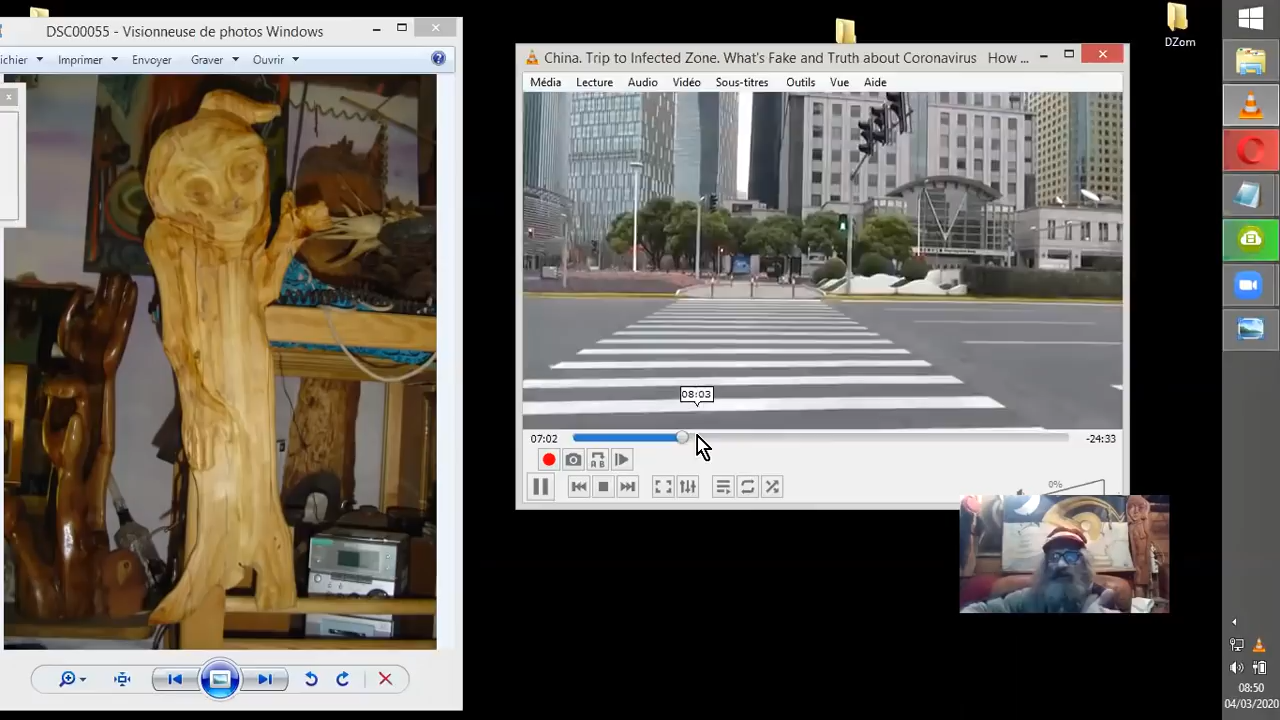 DSC00055 - Visionneuse de photos Windows
chier Imprimer Envoyer Graver Ouvrir
China. Trip to Infected Zone. What's Fake and Truth about Coronavirus How ...
Média Lecture Audio Vidéo Sous-titres Outils Vue Aide
08:03
07:02
-24:33
A B
0%
DZom
08:50
04/03/2020